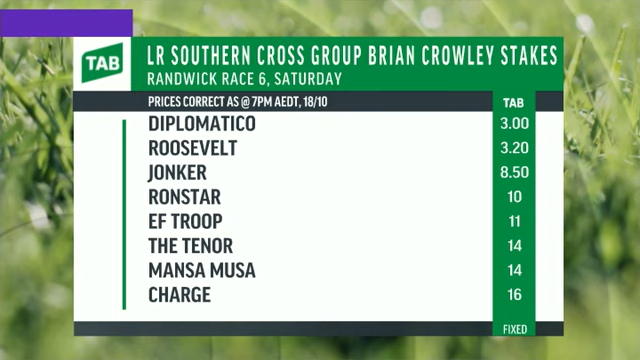 TAB
LR SOUTHERN CROSS GROUP BRIAN CROWLEY STAKES
RANDWICK RACE 6, SATURDAY
PRICES CORRECT AS @ 7PM AEDT, 18/10 TAB
DIPLOMATICO 3.00
ROOSEVELT 3.20
JONKER 8.50
RONSTAR 10
EF TROOP 11
THE TENOR 14
MANSA MUSA 14
CHARGE 16
FIXED